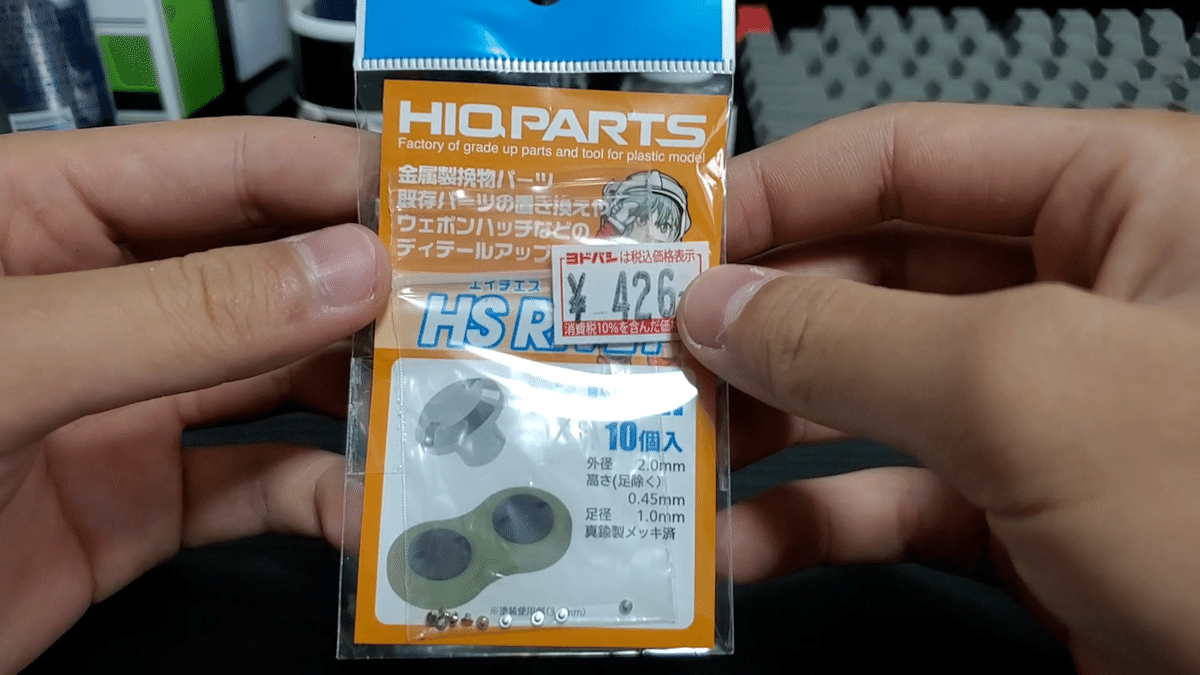 HIQPARTS
Factory of grade up parts and tool for plastic model
金属製挽物パーツ
既存パーツの置き換えや
ウェポンハッチなどの
ディテールアップ
ヨドバシは税込価格表示
¥ 426
消費税10%を含んだ価
エイチエス
HS
10個入
外径 2.0mm
高さ(足除く)
0.45mm
足径 1.0mm
真鍮製メッキ済